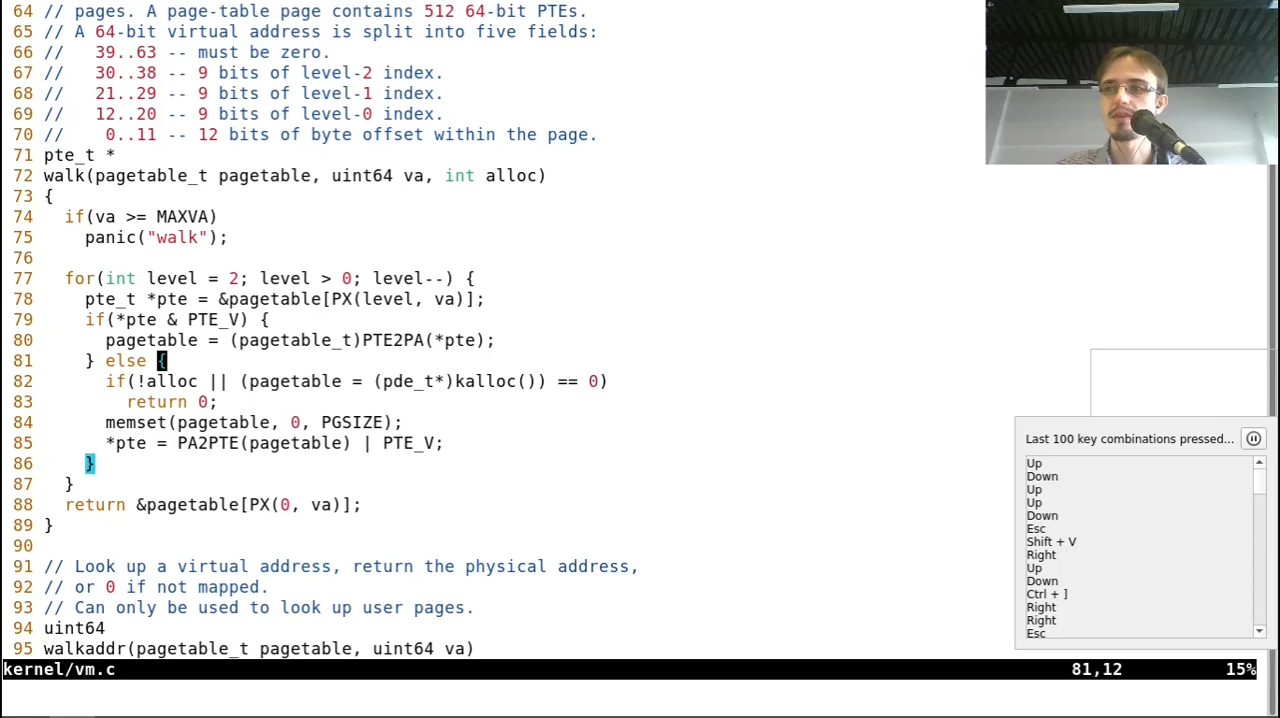 64 // pages. A page-table page contains 512 64-bit PTEs.
65 // A 64-bit virtual address is split into five fields:
66 //   39..63 -- must be zero.
67 //   30..38 -- 9 bits of level-2 index.
68 //   21..29 -- 9 bits of level-1 index.
69 //   12..20 -- 9 bits of level-0 index.
70 //    0..11 -- 12 bits of byte offset within the page.
71 pte_t *
72 walk(pagetable_t pagetable, uint64 va, int alloc)
73 {
74   if(va >= MAXVA)
75     panic("walk");
76
77   for(int level = 2; level > 0; level--) {
78     pte_t *pte = &pagetable[PX(level, va)];
79     if(*pte & PTE_V) {
80       pagetable = (pagetable_t)PTE2PA(*pte);
81     } else {
82       if(!alloc || (pagetable = (pde_t*)kalloc()) == 0)
83         return 0;
84       memset(pagetable, 0, PGSIZE);
85       *pte = PA2PTE(pagetable) | PTE_V;
86     }
87   }
88   return &pagetable[PX(0, va)];
89 }
90
91 // Look up a virtual address, return the physical address,
92 // or 0 if not mapped.
93 // Can only be used to look up user pages.
94 uint64
95 walkaddr(pagetable_t pagetable, uint64 va)
kernel/vm.c 81,12 15%
Last 100 key combinations pressed...
Up
Down
Up
Up
Down
Esc
Shift + V
Right
Up
Down
Ctrl + ]
Right
Right
Esc